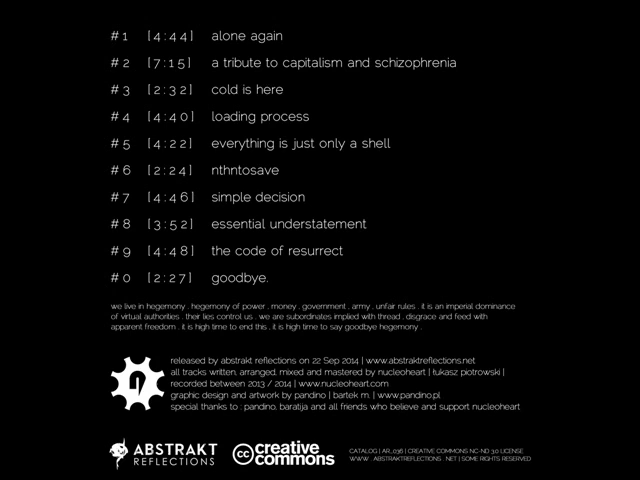 #1 [4:44] alone again
#2 [7:15] a tribute to capitalism and schizophrenia
#3 [2:32] cold is here
#4 [4:40] loading process
#5 [4:22] everything is just only a shell
#6 [2:24] nthntosave
#7 [4:46] simple decision
#8 [3:52] essential understatement
#9 [4:48] the code of resurrect
#0 [2:27] goodbye.
we live in hegemony . hegemony of power . money . government . army . unfair rules . it is an imperial dominance
of virtual authorities . their lies control us . we are subordinates implied with thread . disgrace and feed with
apparent freedom . it is high time to end this . it is high time to say goodbye hegemony .
released by abstrakt reflections on 22 Sep 2014 | www.abstraktreflections.net
all tracks written, arranged, mixed and mastered by nucleoheart | łukasz piotrowski |
recorded between 2013 / 2014 | www.nucleoheart.com
graphic design and artwork by pandino | bartek m. | www.pandino.pl
special thanks to : pandino, baratija and all friends who believe and support nucleoheart
ABSTRAKT
REFLECTIONS
cc creative
commons
CATALOG | AR_036 | CREATIVE COMMONS NC-ND 3.0 LICENSE
WWW . ABSTRAKTREFLECTIONS . NET | SOME RIGHTS RESERVED